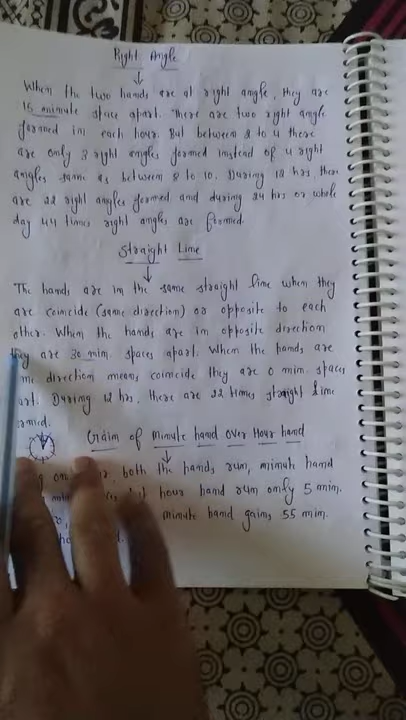 Right Angle
When the two hands are at right angle, they are
15 minute space apart. There are two right angle
formed in each hour. But between 2 to 4 there
are only 3 right angles formed instead of 4 right
angles same as between 8 to 10. During 12 hrs there
are 22 right angles formed and during 24 hrs or whole
day 44 times right angles are formed.
Straight Line
The hands are in the same straight line when they
are coincide (same direction) or opposite to each
other. When the hands are in opposite direction
they are 30 min. spaces apart. When the hands are
direction means coincide they are 0 min. spaces
During 12 hrs, there are 22 times straight line
Gain of Minute hand over Hour hand
both the hands run, minute hand
hour hand run only 5 min.
minute hand gains 55 min.